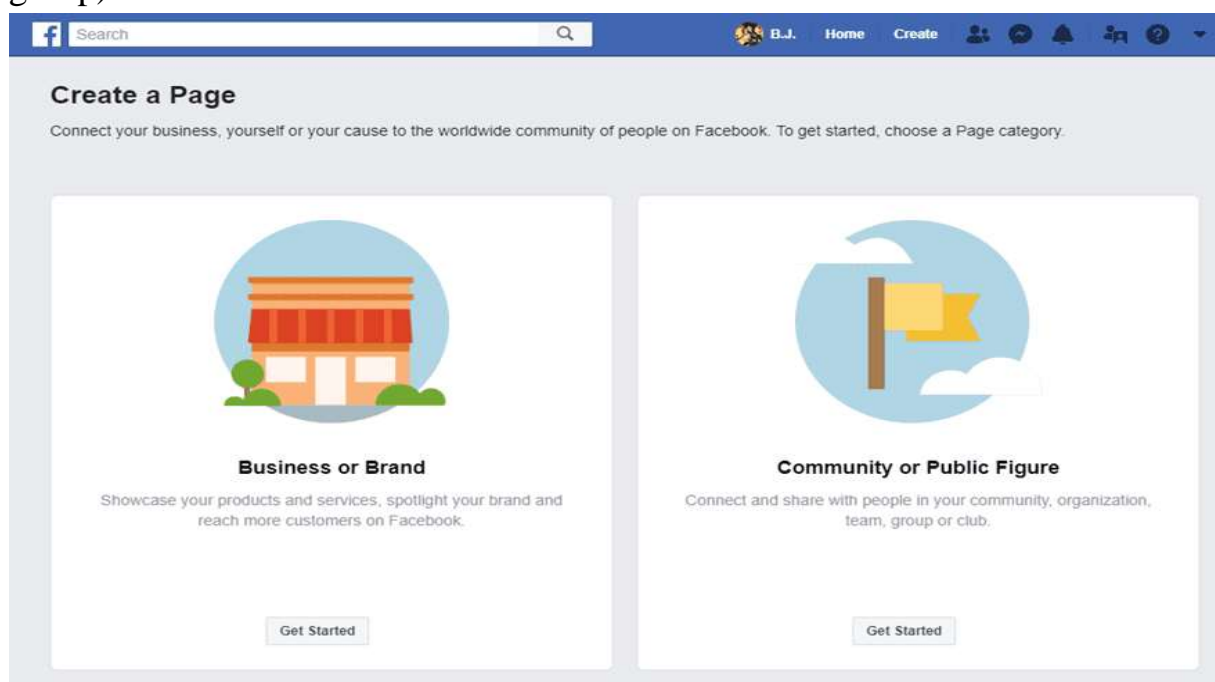 f Search B.J. Home Create
Create a Page
Connect your business, yourself or your cause to the worldwide community of people on Facebook. To get started, choose a Page category.
Business or Brand
Showcase your products and services, spotlight your brand and
reach more customers on Facebook.
Get Started
Community or Public Figure
Connect and share with people in your community, organization,
team, group or club.
Get Started